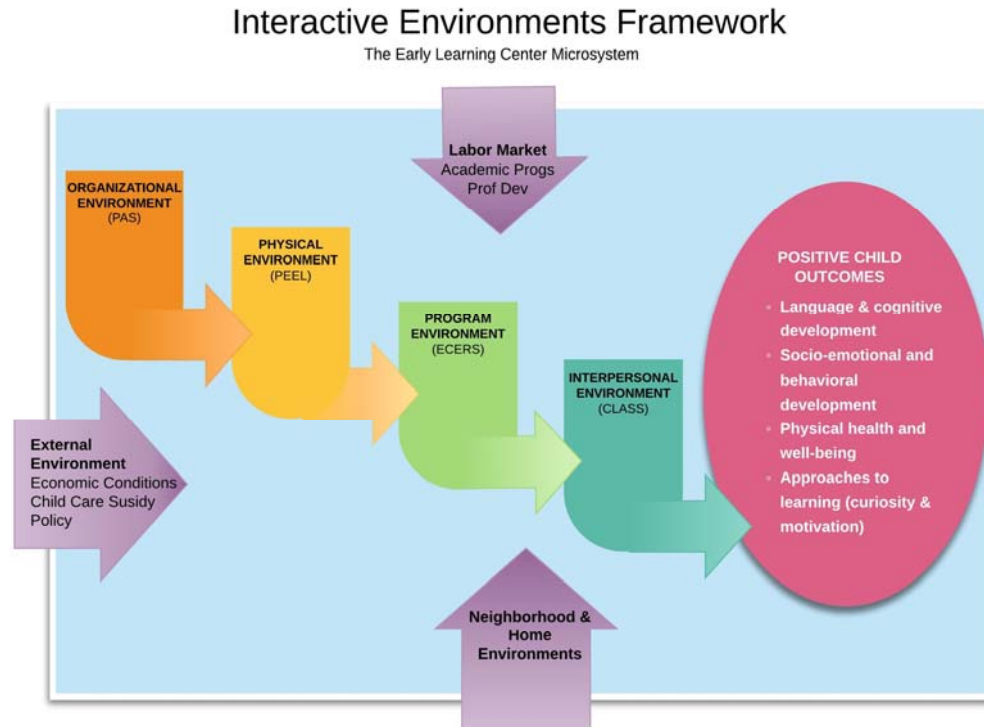 Interactive Environments Framework
The Early Learning Center Microsystem
Labor Market
Academic Progs
Prof Dev
ORGANIZATIONAL
ENVIRONMENT
(PAS)
PHYSICAL
ENVIRONMENT
(PEEL)
PROGRAM
ENVIRONMENT
(ECERS)
INTERPERSONAL
ENVIRONMENT
(CLASS)
POSITIVE CHILD
OUTCOMES
• Language & cognitive
development
• Socio-emotional and
behavioral
development
• Physical health and
well-being
• Approaches to
learning (curiosity &
motivation)
External
Environment
Economic Conditions
Child Care Susidy
Policy
Neighborhood &
Home
Environments